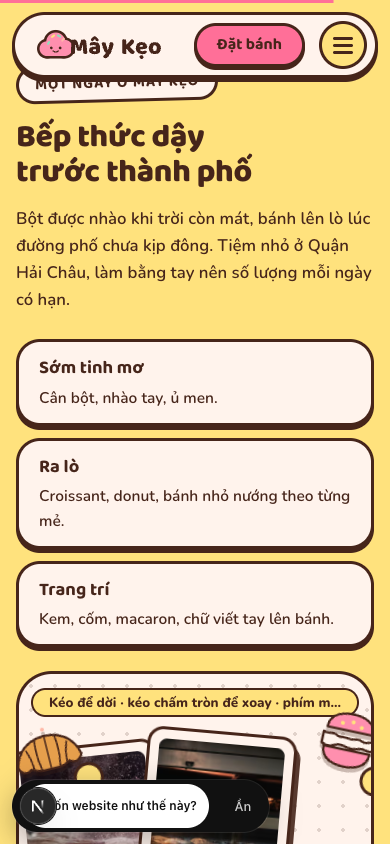 Mây Kẹo
Đặt bánh
MỘT NGÀY Ở MÂY KẸO
Bếp thức dậy
trước thành phố
Bột được nhào khi trời còn mát, bánh lên lò lúc
đường phố chưa kịp đông. Tiệm nhỏ ở Quận
Hải Châu, làm bằng tay nên số lượng mỗi ngày
có hạn.
Sớm tinh mơ
Cân bột, nhào tay, ủ men.
Ra lò
Croissant, donut, bánh nhỏ nướng theo từng
mẻ.
Trang trí
Kem, cốm, macaron, chữ viết tay lên bánh.
Kéo để dời · kéo chấm tròn để xoay · phím m...
N
website như thế này?
Ẩn